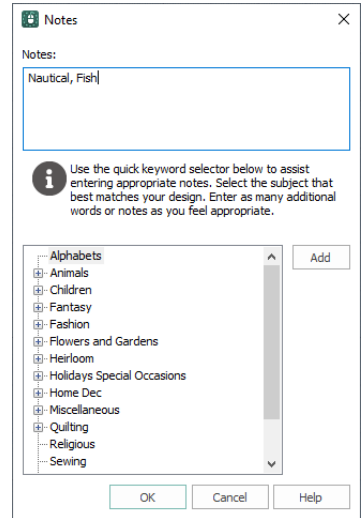 Notes
Notes:
Nautical, Fish
Use the quick keyword selector below to assist
entering appropriate notes. Select the subject that
best matches your design. Enter as many additional
words or notes as you feel appropriate.
Alphabets
Add
Animals
Children
Fantasy
Fashion
Flowers and Gardens
Heirloom
Holidays Special Occasions
Home Dec
Miscellaneous
Quilting
Religious
Sewing
OK Cancel Help